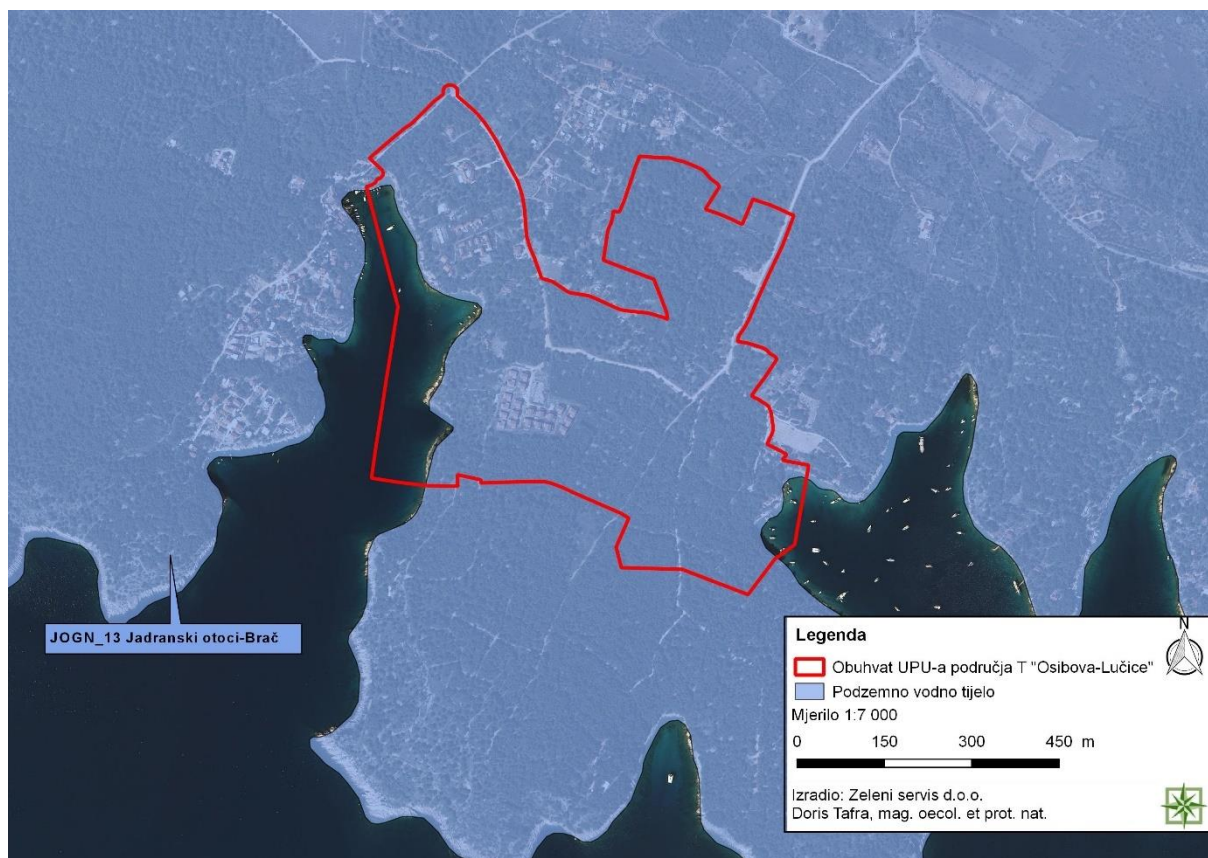 JOGN_13 Jadranski otoci-Brač
Legenda
N
Obuhvat UPU-a područja T "Osibova-Lučice"
Podzemno vodno tijelo
Mjerilo 1:7 000
0 150 300 450 m
Izradio: Zeleni servis d.o.o.
Doris Tafra, mag. oecol. et prot. nat.